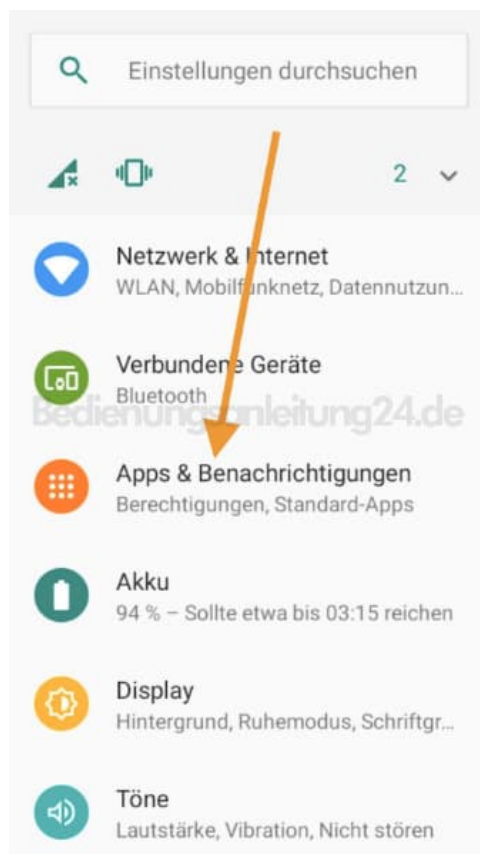 Einstellungen durchsuchen
2
Netzwerk & Internet
WLAN, Mobilfunknetz, Datennutzun...
Verbundene Geräte
Bluetooth
Bedienungsanleitung24.de
Apps & Benachrichtigungen
Berechtigungen, Standard-Apps
Akku
94 % – Sollte etwa bis 03:15 reichen
Display
Hintergrund, Ruhemodus, Schriftgr...
Töne
Lautstärke, Vibration, Nicht stören